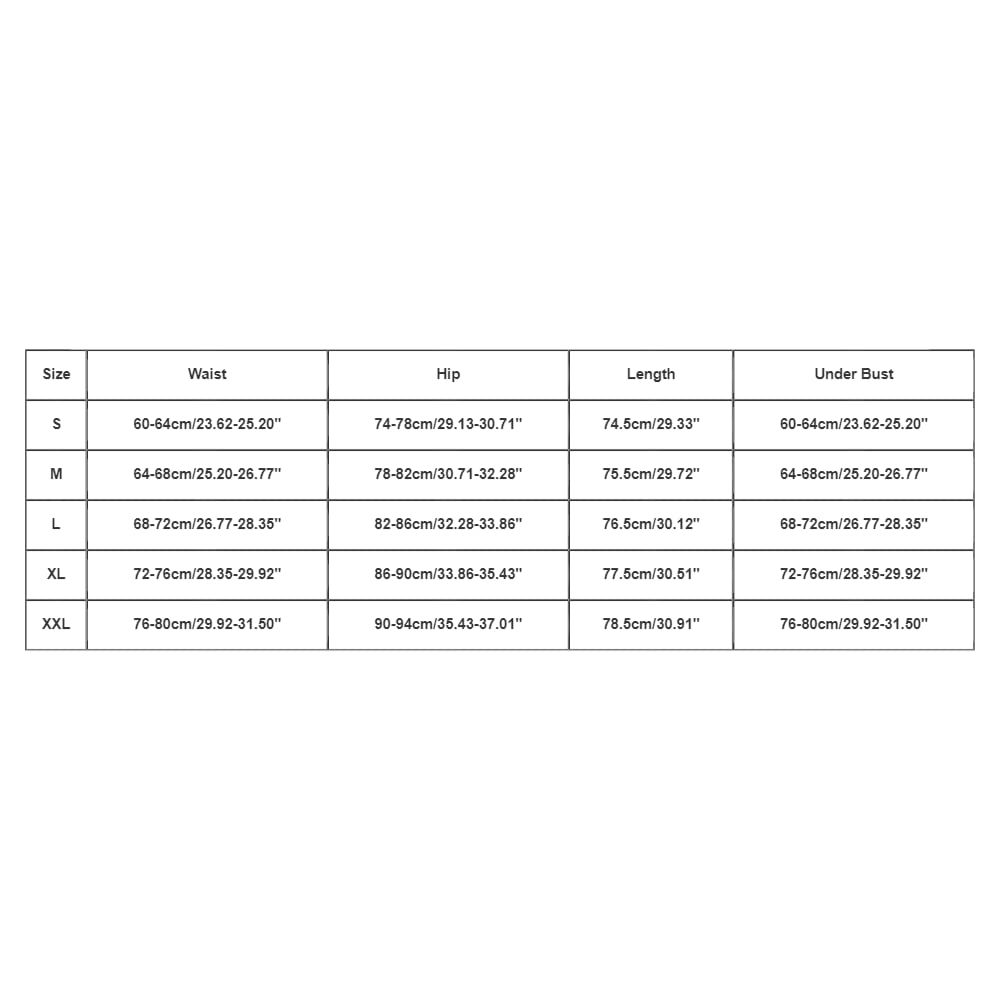 Size Waist Hip Length Under Bust
S 60-64cm/23.62-25.20" 74-78cm/29.13-30.71" 74.5cm/29.33" 60-64cm/23.62-25.20"
M 64-68cm/25.20-26.77" 78-82cm/30.71-32.28" 75.5cm/29.72" 64-68cm/25.20-26.77"
L 68-72cm/26.77-28.35" 82-86cm/32.28-33.86" 76.5cm/30.12" 68-72cm/26.77-28.35"
XL 72-76cm/28.35-29.92" 86-90cm/33.86-35.43" 77.5cm/30.51" 72-76cm/28.35-29.92"
XXL 76-80cm/29.92-31.50" 90-94cm/35.43-37.01" 78.5cm/30.91" 76-80cm/29.92-31.50"